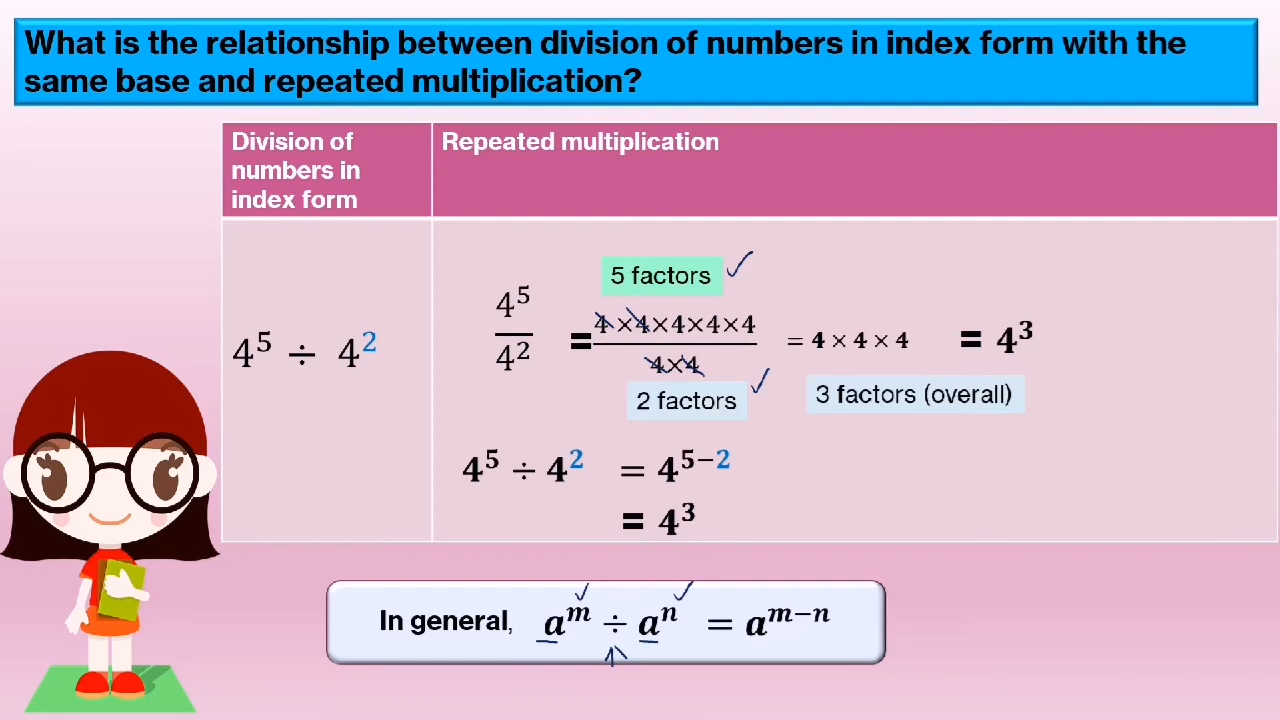 What is the relationship between division of numbers in index form with the
same base and repeated multiplication?
Division of
numbers in
index form
Repeated multiplication
4⁵ ÷ 4²
5 factors
4⁵/4² = (4×4×4×4×4)/(4×4) = 4 × 4 × 4 = 4³
2 factors
3 factors (overall)
4⁵ ÷ 4² = 4⁵⁻²
= 4³
In general, aᵐ ÷ aⁿ = aᵐ⁻ⁿ